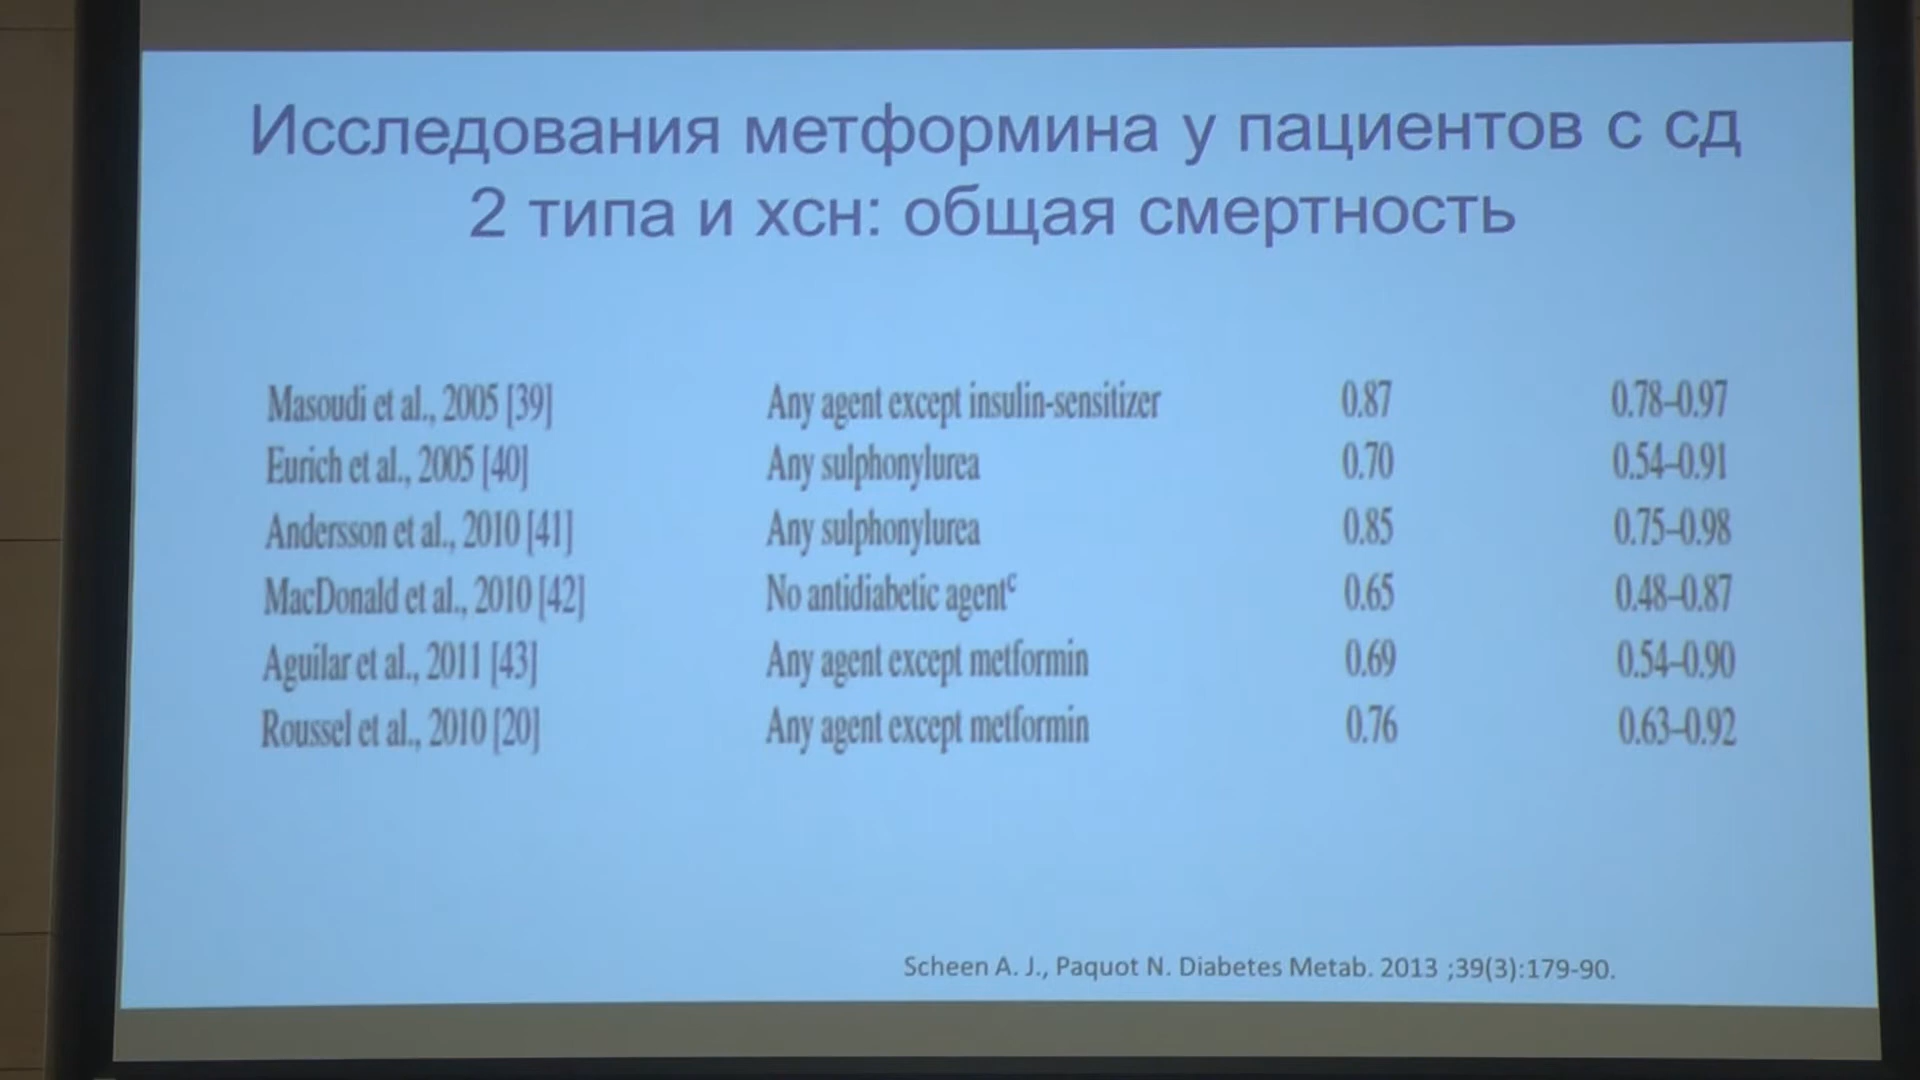 Исследования метформина у пациентов с сд
2 типа и хсн: общая смертность
Masoudi et al., 2005 [39] Any agent except insulin-sensitizer 0.87 0.78–0.97
Eurich et al., 2005 [40] Any sulphonylurea 0.70 0.54–0.91
Andersson et al., 2010 [41] Any sulphonylurea 0.85 0.75–0.98
MacDonald et al., 2010 [42] No antidiabetic agentᶜ 0.65 0.48–0.87
Aguilar et al., 2011 [43] Any agent except metformin 0.69 0.54–0.90
Roussel et al., 2010 [20] Any agent except metformin 0.76 0.63–0.92
Scheen A. J., Paquot N. Diabetes Metab. 2013 ;39(3):179-90.